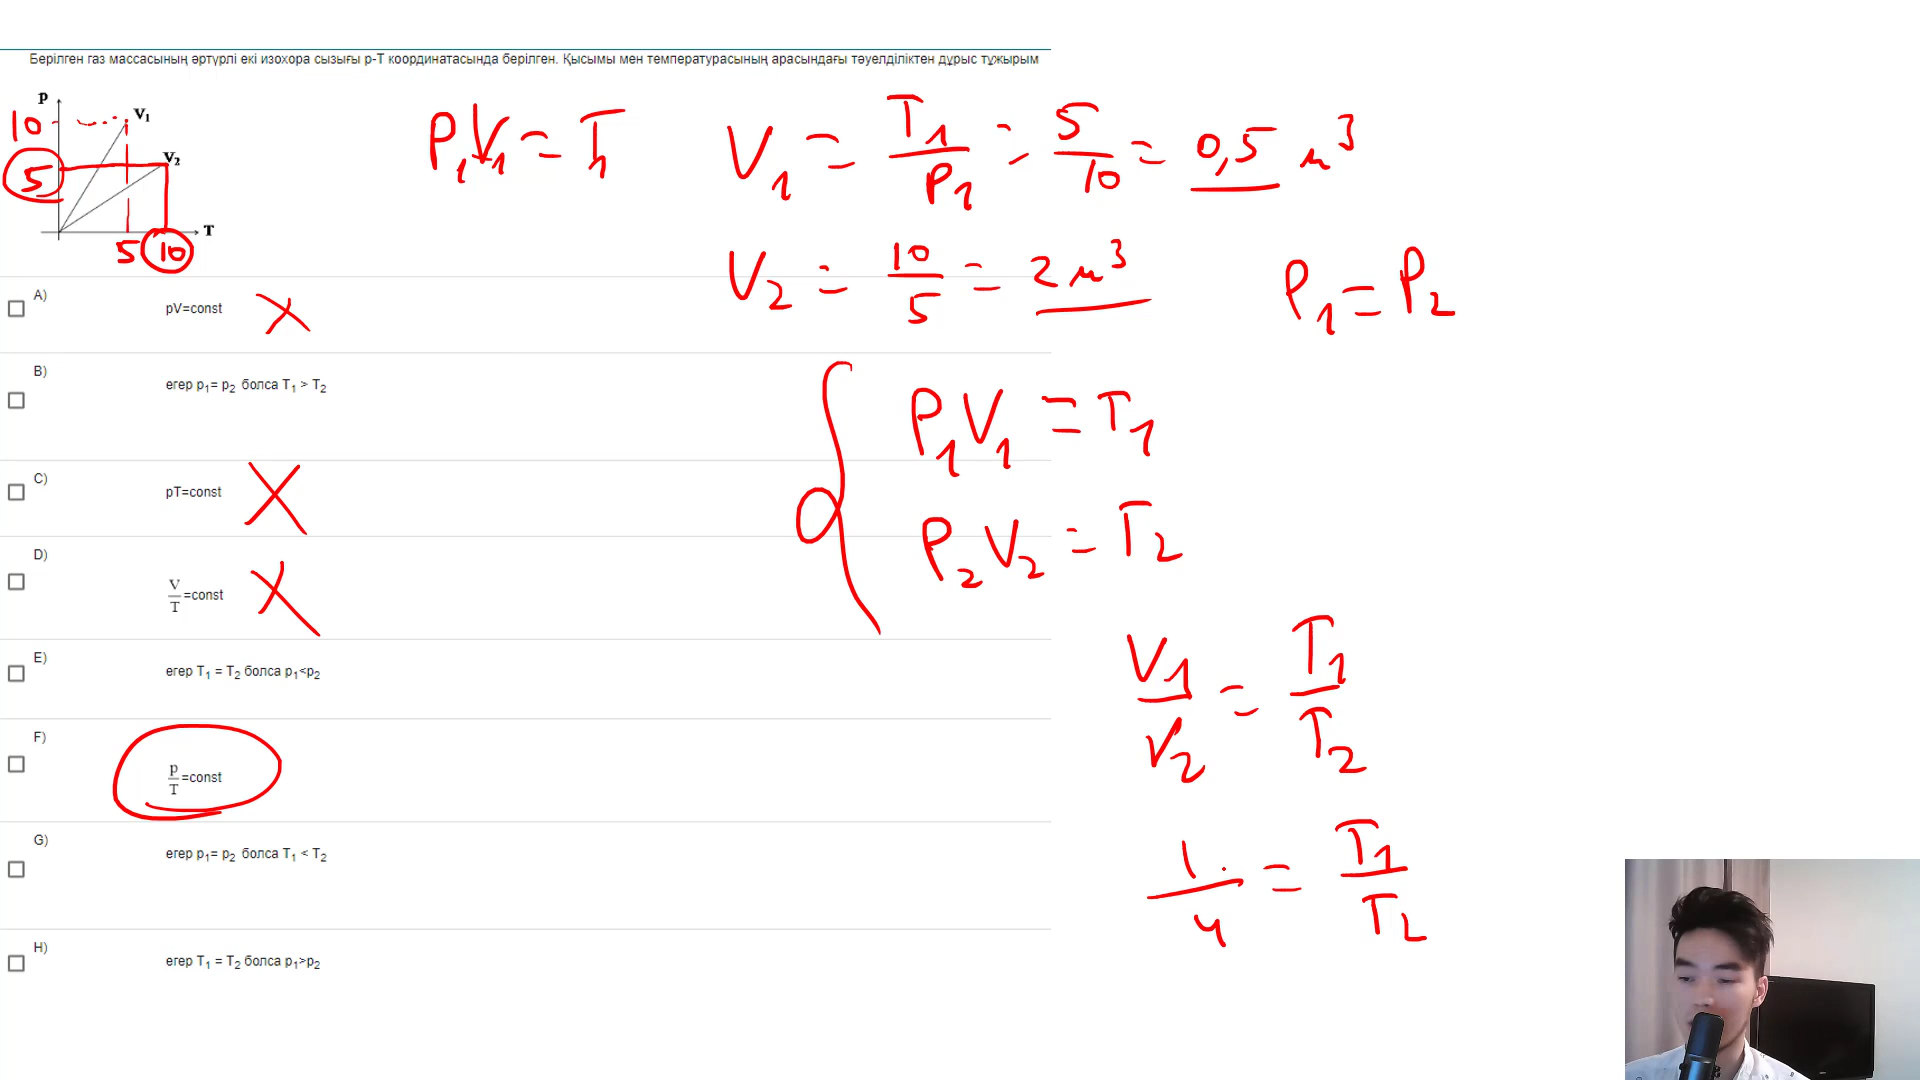 Берілген газ массасының әртүрлі екі изохора сызығы p-T координатасында берілген. Қысымы мен температурасының арасындағы тәуелділіктен дұрыс тұжырым
P
10
V₁
V₂
5
T
5 10
P₁V₁ = T₁
V₁ = T₁/P₁ = 5/10 = 0,5 м³
V₂ = 10/5 = 2 м³
P₁ = P₂
P₁V₁ = T₁
P₂V₂ = T₂
V₁/V₂ = T₁/T₂
1/4 = T₁/T₂
A) pV=const
B) егер p₁= p₂ болса T₁ > T₂
C) pT=const
D) V/T=const
E) егер T₁ = T₂ болса p₁<p₂
F) p/T=const
G) егер p₁= p₂ болса T₁ < T₂
H) егер T₁ = T₂ болса p₁>p₂